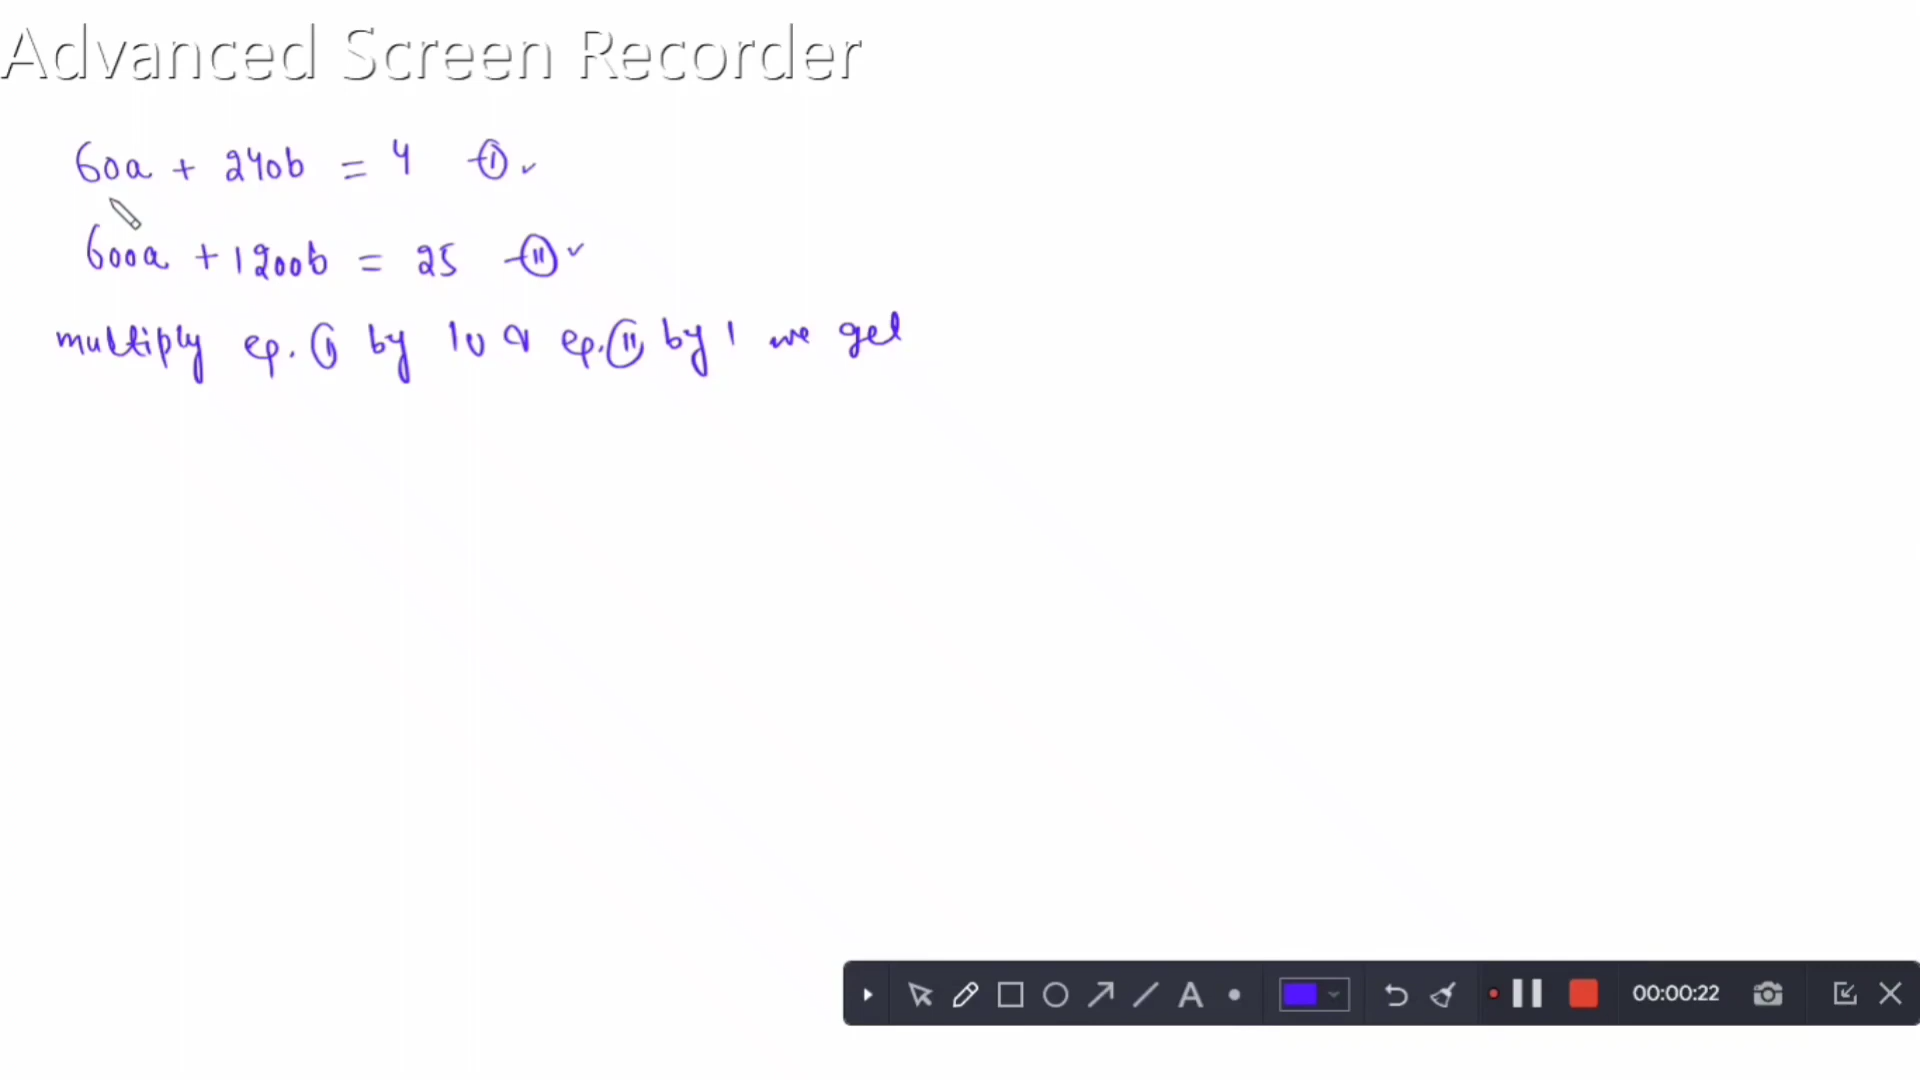 Advanced Screen Recorder
60a + 240b = 4 -Ⓘ ✓
600a + 1200b = 25 -Ⓘ︎Ⓘ ✓
multiply eq. Ⓘ by 10 & eq. (II) by 1 we get
A
00:00:22